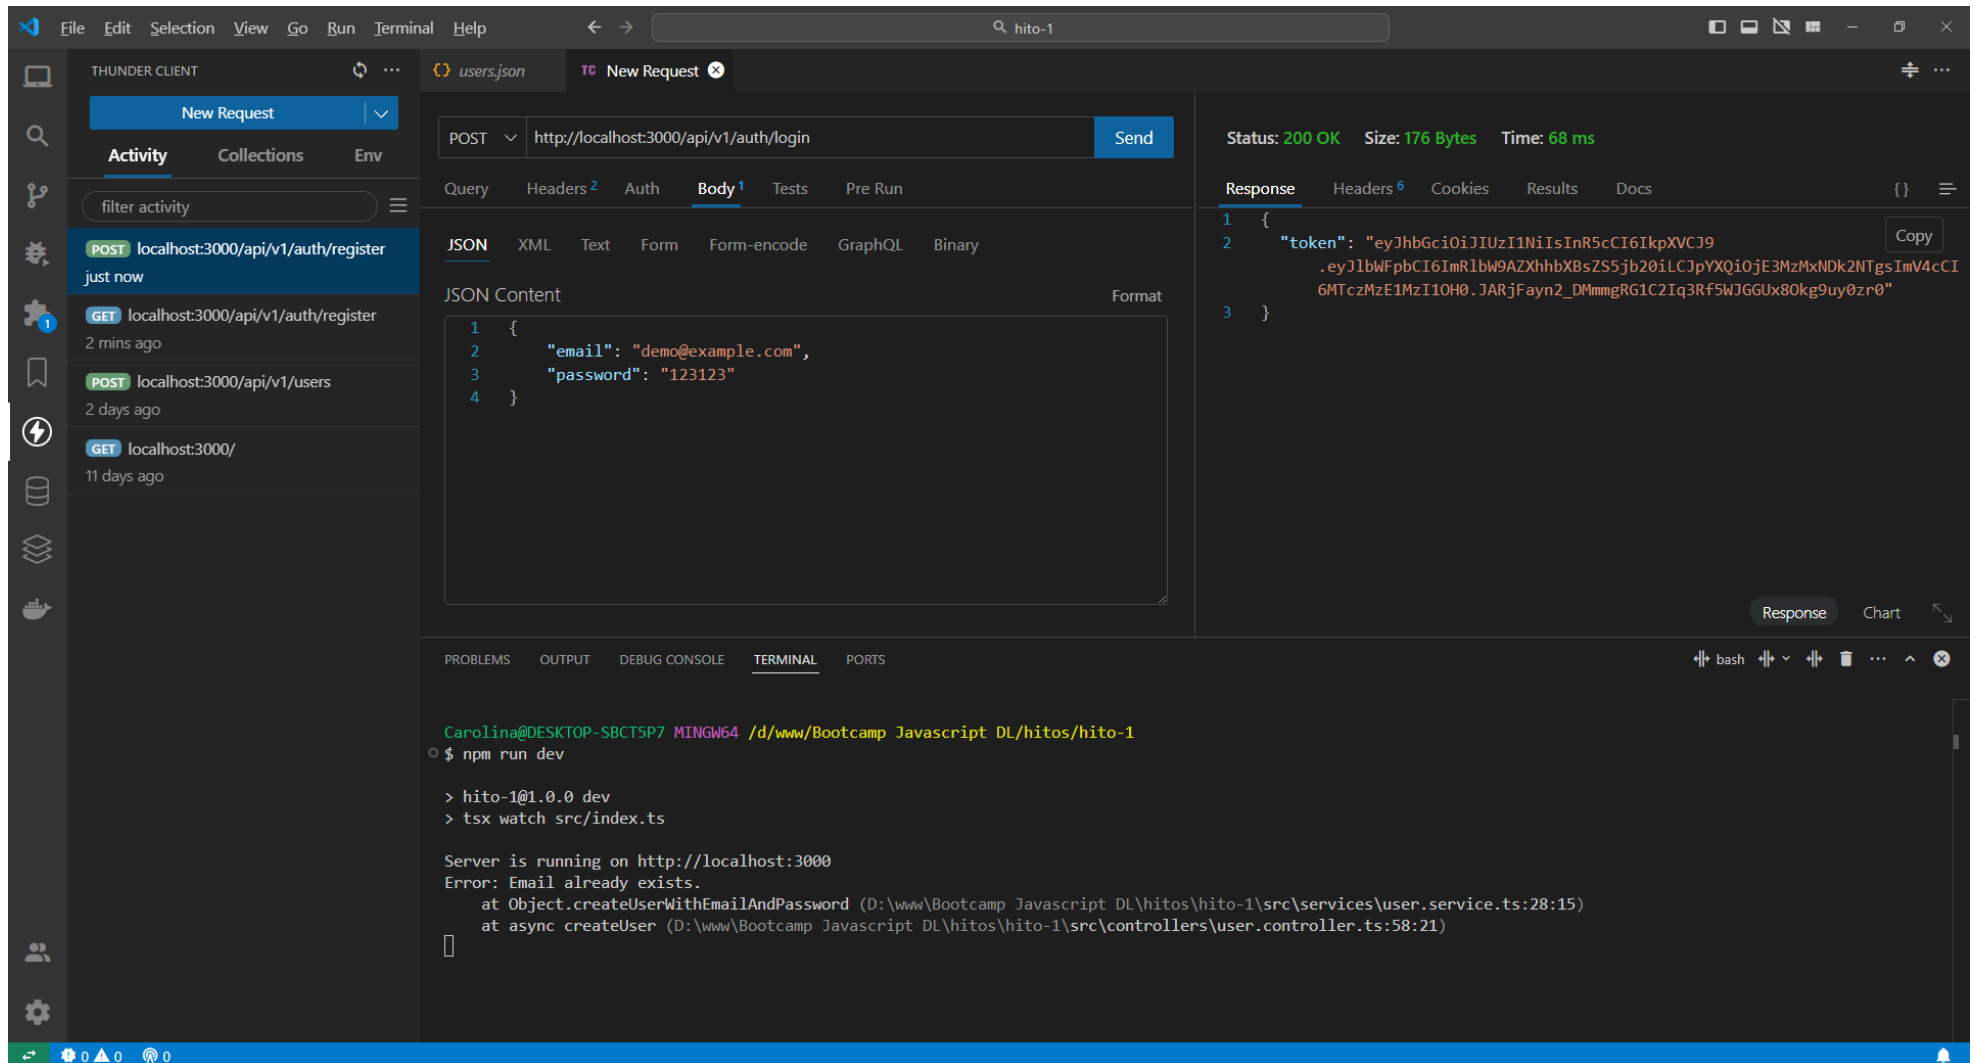 File Edit Selection View Go Run Terminal Help
hito-1
THUNDER CLIENT
New Request
Activity Collections Env
filter activity
POST localhost:3000/api/v1/auth/register
just now
GET localhost:3000/api/v1/auth/register
2 mins ago
POST localhost:3000/api/v1/users
2 days ago
GET localhost:3000/
11 days ago
1
{} users.json
TC New Request
POST http://localhost:3000/api/v1/auth/login Send
Query Headers 2 Auth Body 1 Tests Pre Run
JSON XML Text Form Form-encode GraphQL Binary
JSON Content Format
1 {
2 "email": "demo@example.com",
3 "password": "123123"
4 }
Status: 200 OK Size: 176 Bytes Time: 68 ms
Response Headers 6 Cookies Results Docs {}
1 {
2 "token": "eyJhbGciOiJIUzI1NiIsInR5cCI6IkpXVCJ9
.eyJlbWFpbCI6ImRlbW9AZXhhbXBsZS5jb20iLCJpYXQiOjE3MzMxNDk2NTgsImV4cCI
6MTczMzE1MzI1OH0.JARjFayn2_DMmmgRG1C2Iq3Rf5WJGGUx8Okg9uy0zr0"
3 }
Copy
Response Chart
PROBLEMS OUTPUT DEBUG CONSOLE TERMINAL PORTS
bash
Carolina@DESKTOP-SBCT5P7 MINGW64 /d/www/Bootcamp Javascript DL/hitos/hito-1
$ npm run dev
> hito-1@1.0.0 dev
> tsx watch src/index.ts
Server is running on http://localhost:3000
Error: Email already exists.
at Object.createUserWithEmailAndPassword (D:\www\Bootcamp Javascript DL\hitos\hito-1\src\services\user.service.ts:28:15)
at async createUser (D:\www\Bootcamp Javascript DL\hitos\hito-1\src\controllers\user.controller.ts:58:21)
0 0 0